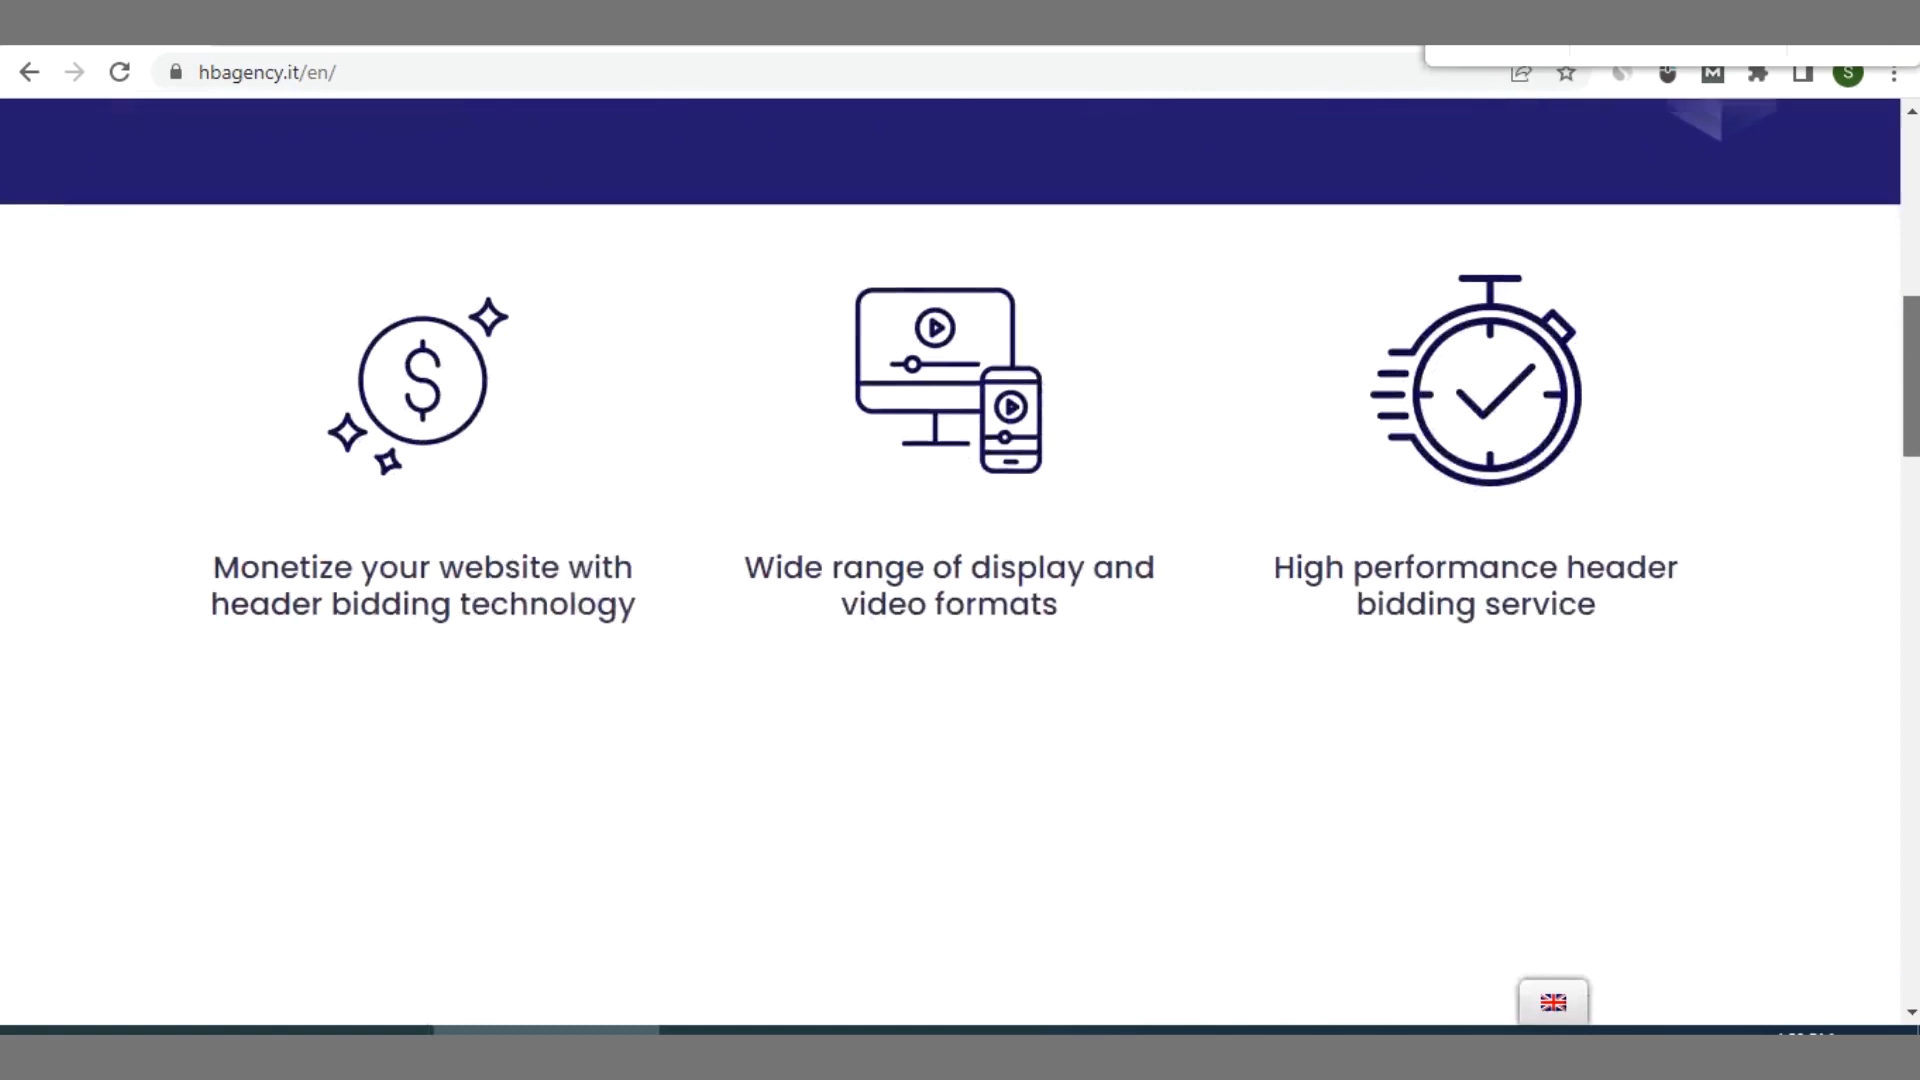 hbagency.it/en/
M
S
$
Monetize your website with
header bidding technology
Wide range of display and
video formats
High performance header
bidding service